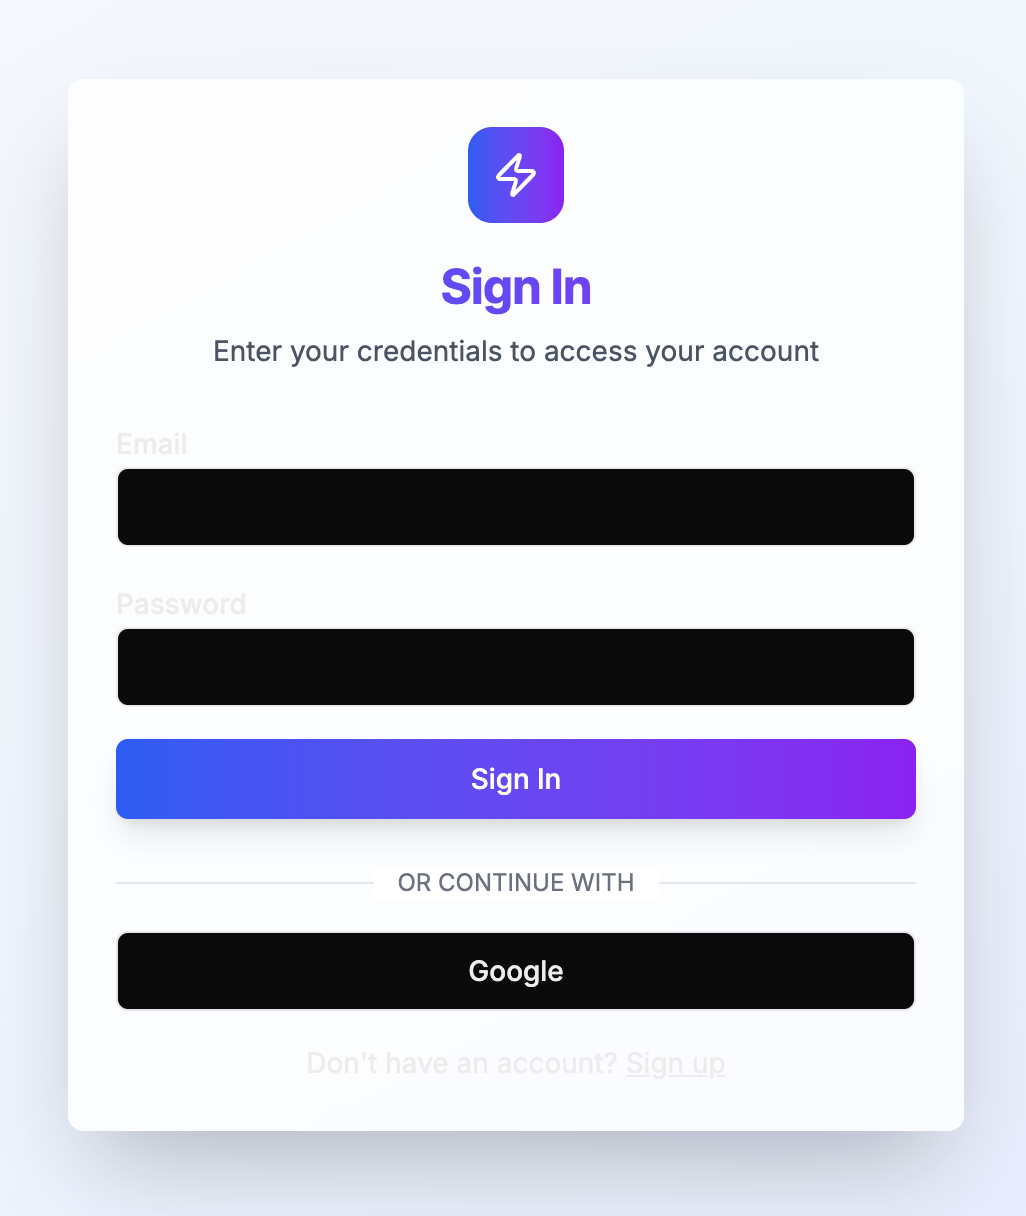 Sign In
Enter your credentials to access your account
Email
Password
Sign In
OR CONTINUE WITH
Google
Don't have an account? Sign up